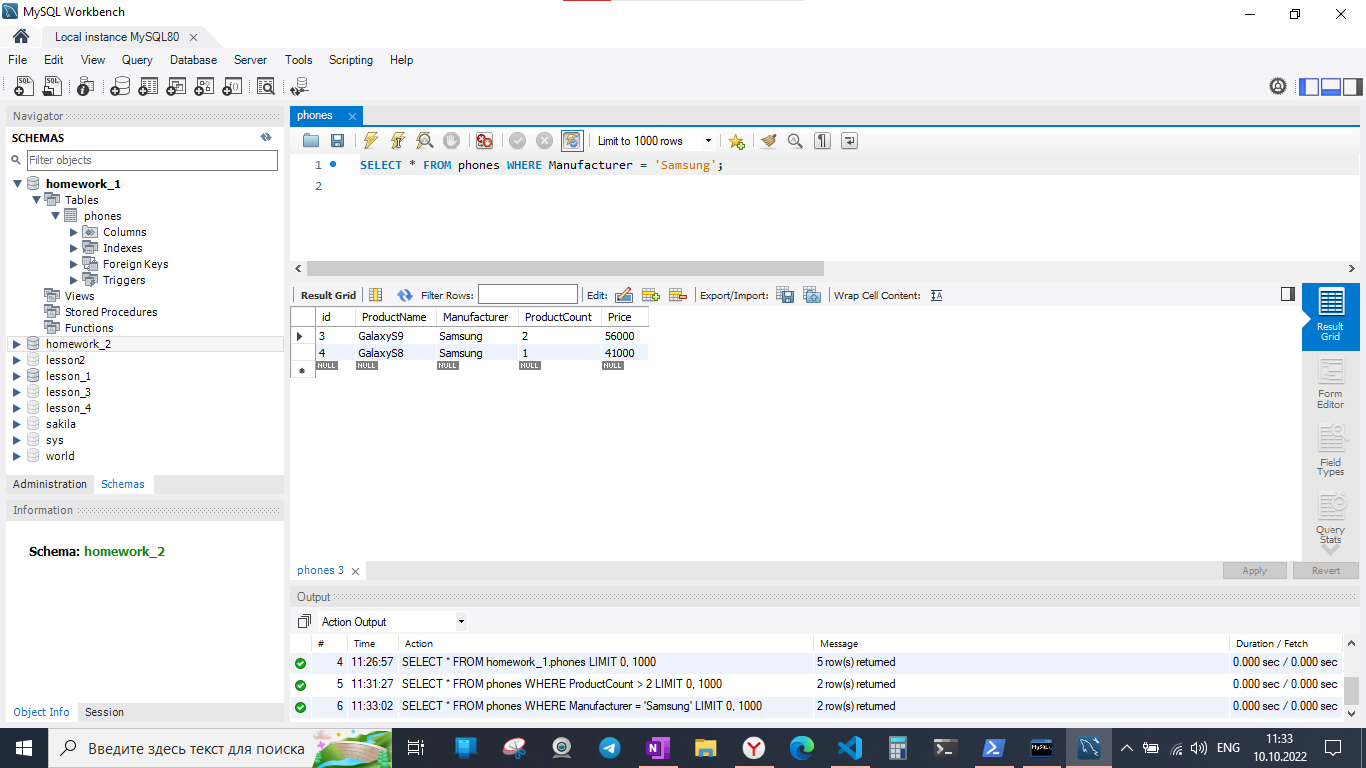 MySQL Workbench
Local instance MySQL80
File Edit View Query Database Server Tools Scripting Help
Navigator
SCHEMAS
Filter objects
homework_1
Tables
phones
Columns
Indexes
Foreign Keys
Triggers
Views
Stored Procedures
Functions
homework_2
lesson2
lesson_1
lesson_3
lesson_4
sakila
sys
world
Administration Schemas
Information
Schema: homework_2
Object Info Session
phones
Limit to 1000 rows
1 SELECT * FROM phones WHERE Manufacturer = 'Samsung';
2
Result Grid Filter Rows: Edit: Export/Import: Wrap Cell Content:
id ProductName Manufacturer ProductCount Price
3 GalaxyS9 Samsung 2 56000
4 GalaxyS8 Samsung 1 41000
NULL NULL NULL NULL NULL
Result Grid
Form Editor
Field Types
Query Stats
phones 3
Apply Revert
Output
Action Output
# Time Action Message Duration / Fetch
4 11:26:57 SELECT * FROM homework_1.phones LIMIT 0, 1000 5 row(s) returned 0.000 sec / 0.000 sec
5 11:31:27 SELECT * FROM phones WHERE ProductCount > 2 LIMIT 0, 1000 2 row(s) returned 0.000 sec / 0.000 sec
6 11:33:02 SELECT * FROM phones WHERE Manufacturer = 'Samsung' LIMIT 0, 1000 2 row(s) returned 0.000 sec / 0.000 sec
Введите здесь текст для поиска
ENG
11:33
10.10.2022